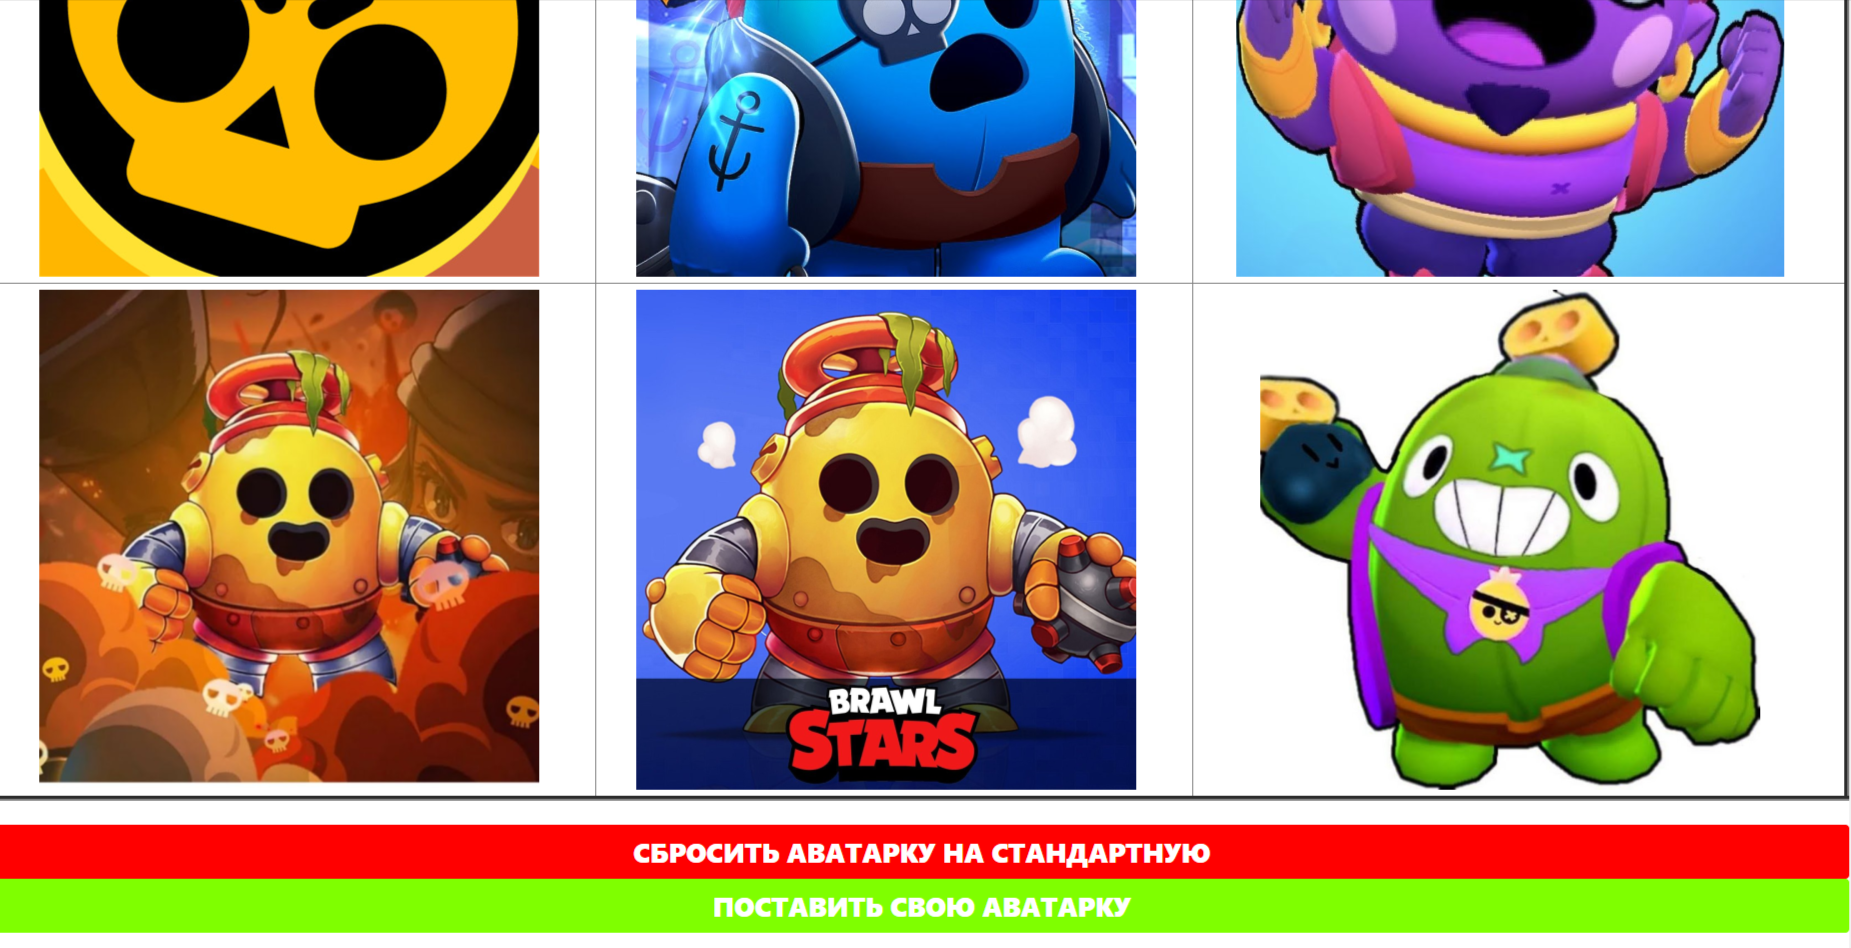 BRAWL
STARS
СБРОСИТЬ АВАТАРКУ НА СТАНДАРТНУЮ
ПОСТАВИТЬ СВОЮ АВАТАРКУ